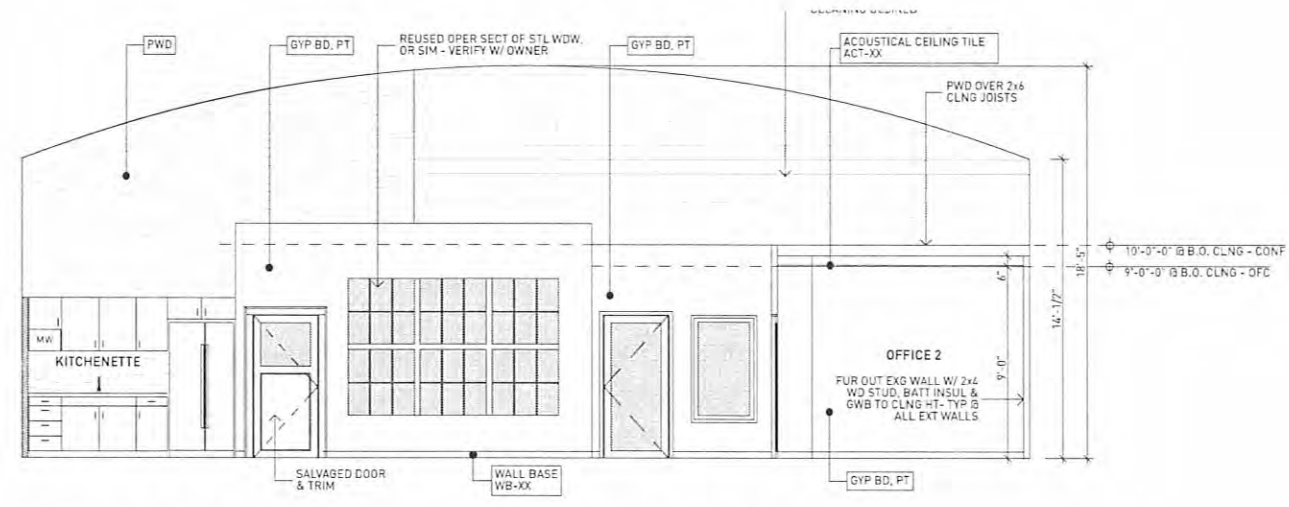 CLEANING DESIRED
PWD
GYP BD, PT
REUSED OPER SECT OF STL WDW,
OR SIM - VERIFY W/ OWNER
GYP BD, PT
ACOUSTICAL CEILING TILE
ACT-XX
PWD OVER 2x6
CLNG JOISTS
10'-0"-0" @ B.O. CLNG - CONF
9'-0"-0" @ B.O. CLNG - OFC
18'-5"
14'-1/2"
6"
9'-0"
MW
KITCHENETTE
OFFICE 2
FUR OUT EXG WALL W/ 2x4
WD STUD, BATT INSUL &
GWB TO CLNG HT- TYP @
ALL EXT WALLS
SALVAGED DOOR
& TRIM
WALL BASE
WB-XX
GYP BD, PT